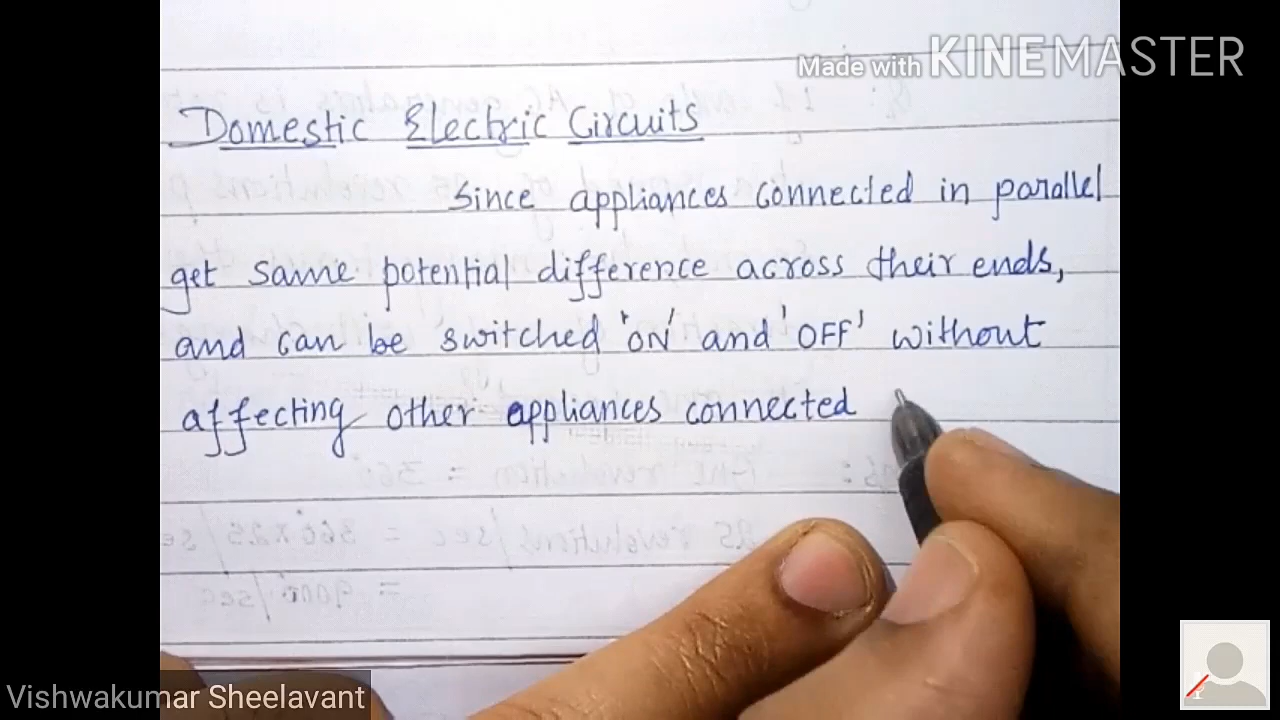 Made with KINEMASTER
Domestic Electric Circuits
Since appliances connected in parallel
get same potential difference across their ends,
and can be switched 'ON' and 'OFF' without
affecting other appliances connected
Vishwakumar Sheelavant